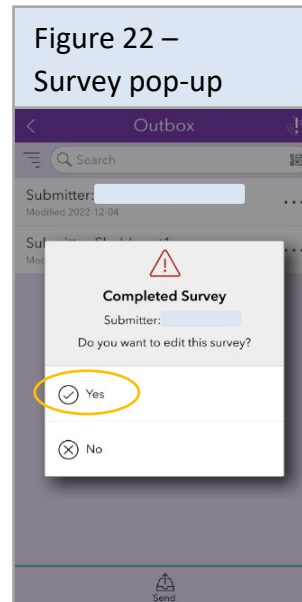 Figure 22 –
Survey pop-up
Outbox
Search
Submitter:
Modified 2022-12-04
Completed Survey
Submitter:
Do you want to edit this survey?
Yes
No
Send